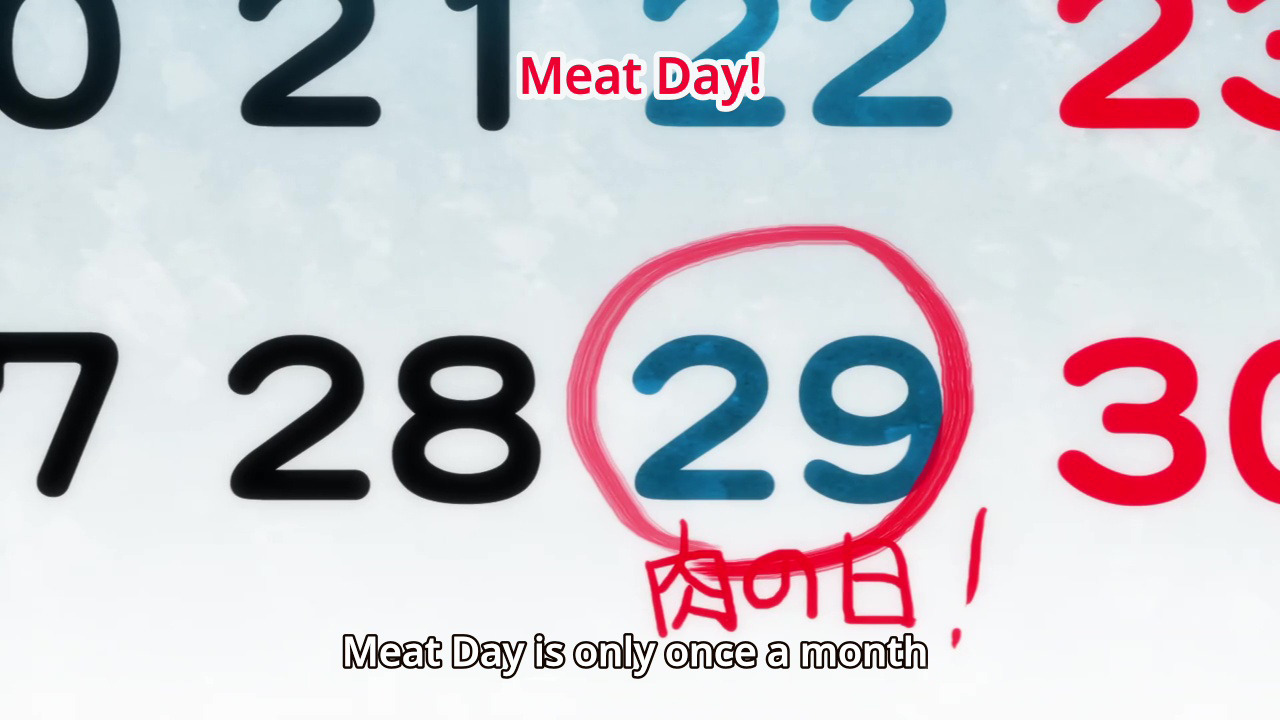 Meat Day!
0 21 22 23
7 28 29 30
肉の日!
Meat Day is only once a month